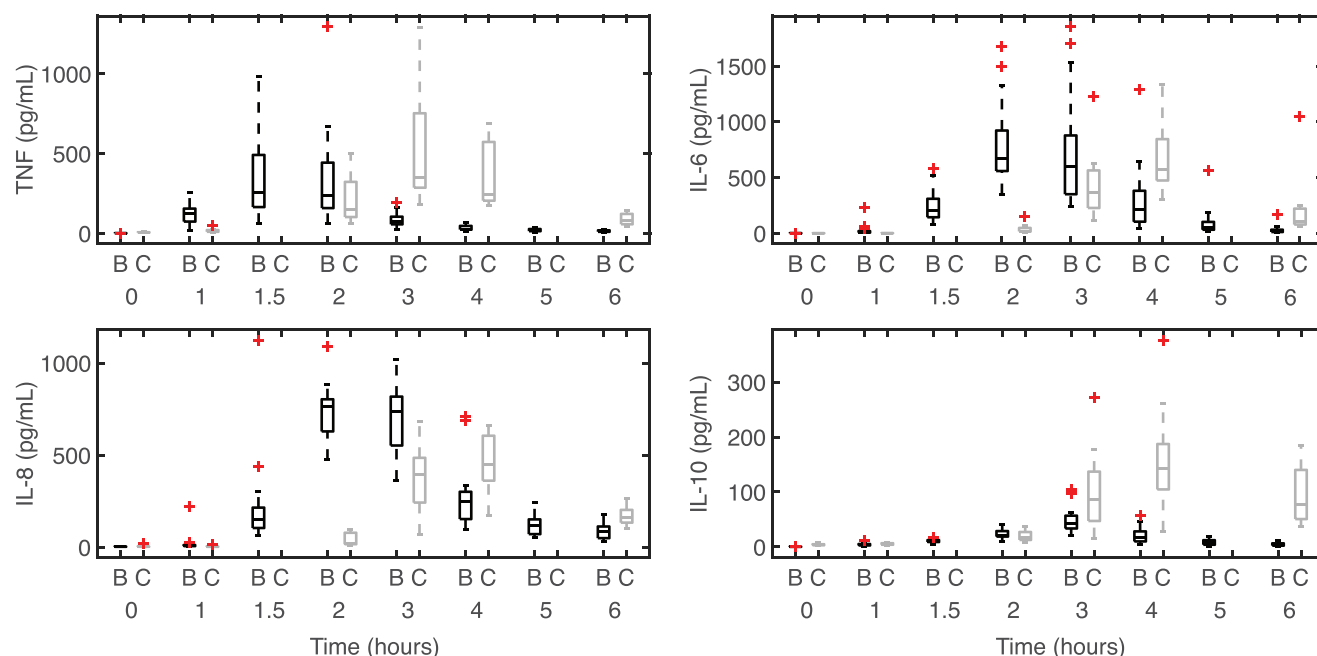 TNF (pg/mL)
1000
500
0
B C B C B C B C B C B C B C B C
0 1 1.5 2 3 4 5 6
IL-6 (pg/mL)
1500
1000
500
0
B C B C B C B C B C B C B C B C
0 1 1.5 2 3 4 5 6
IL-8 (pg/mL)
1000
500
0
B C B C B C B C B C B C B C B C
0 1 1.5 2 3 4 5 6
Time (hours)
IL-10 (pg/mL)
300
200
100
0
B C B C B C B C B C B C B C B C
0 1 1.5 2 3 4 5 6
Time (hours)